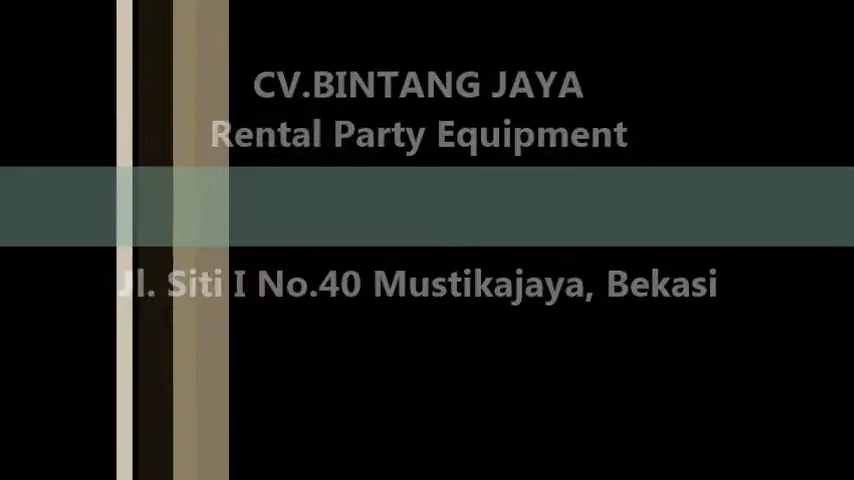 CV.BINTANG JAYA
Rental Party Equipment
Jl. Siti I No.40 Mustikajaya, Bekasi